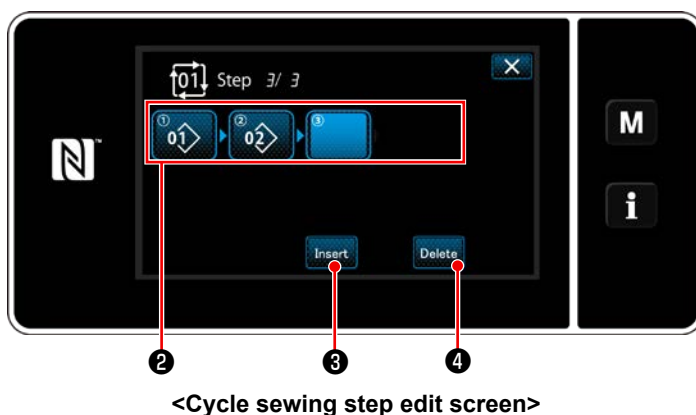 01 Step 3/ 3
X
① ② ③
01 02
M
N™
i
Insert Delete
❷ ❸ ❹
<Cycle sewing step edit screen>